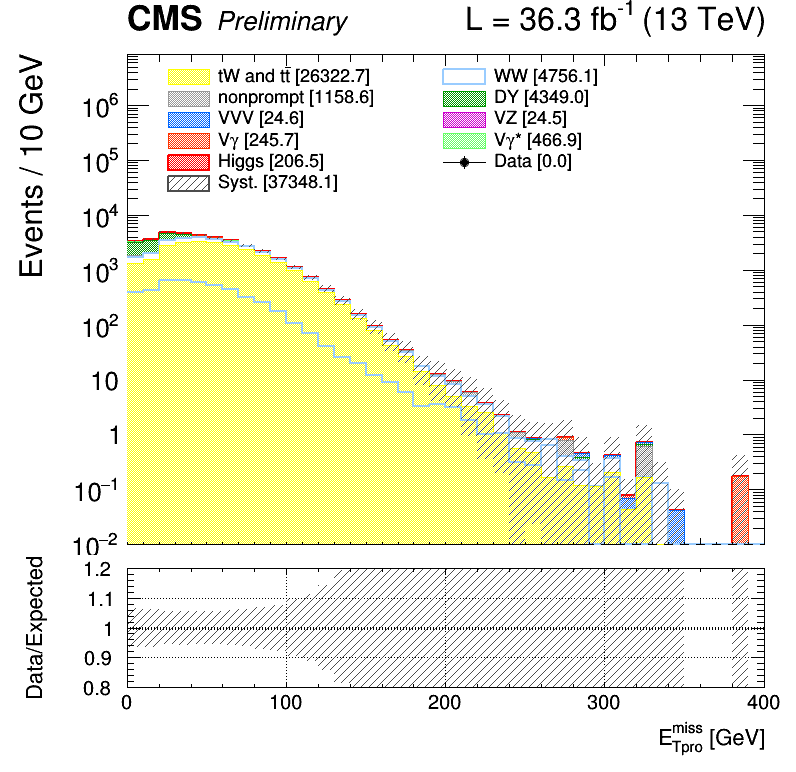 CMS Preliminary L = 36.3 fb⁻¹ (13 TeV)
tW and tt̄ [26322.7] WW [4756.1]
nonprompt [1158.6] DY [4349.0]
VVV [24.6] VZ [24.5]
Vγ [245.7] Vγ* [466.9]
Higgs [206.5] Data [0.0]
Syst. [37348.1]
Events / 10 GeV
10⁶
10⁵
10⁴
10³
10²
10
1
10⁻¹
10⁻²
Data/Expected
1.2
1.1
1
0.9
0.8
0 100 200 300 400
E_Tpro^miss [GeV]